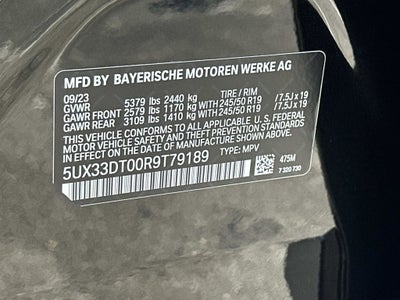 MFD BY BAYERISCHE MOTOREN WERKE AG
09/23 TIRE / RIM
GVWR 5379 lbs 2440 kg
GAWR FRONT 2579 lbs 1170 kg WITH 245/50 R19 /7.5J x 19
GAWR REAR 3109 lbs 1410 kg WITH 245/50 R19 /7.5J x 19
THIS VEHICLE CONFORMS TO ALL APPLICABLE U.S. FEDERAL
MOTOR VEHICLE SAFETY AND THEFT PREVENTION STANDARDS
IN EFFECT ON THE DATE OF MANUFACTURE SHOWN ABOVE.
5UX33DT00R9T79189 TYPE: MPV
475M
7 320 730